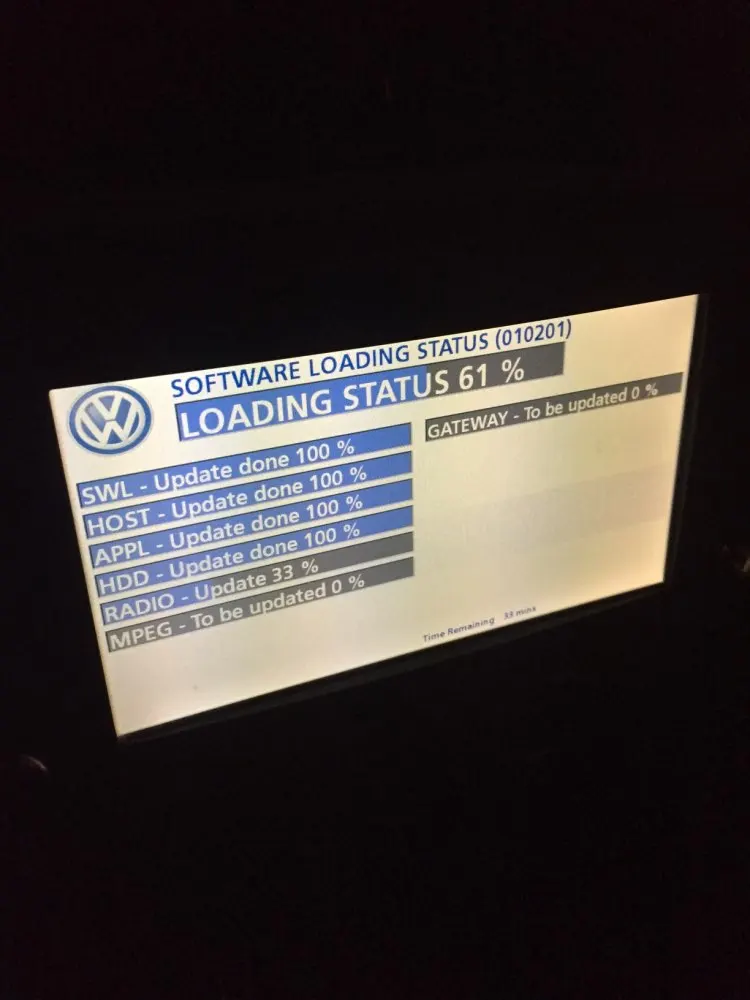 SOFTWARE LOADING STATUS (010201)
LOADING STATUS 61 %
SWL - Update done 100 %
HOST - Update done 100 %
APPL - Update done 100 %
HDD - Update done 100 %
RADIO - Update 33 %
MPEG - To be updated 0 %
GATEWAY - To be updated 0 %
Time Remaining 33 mins